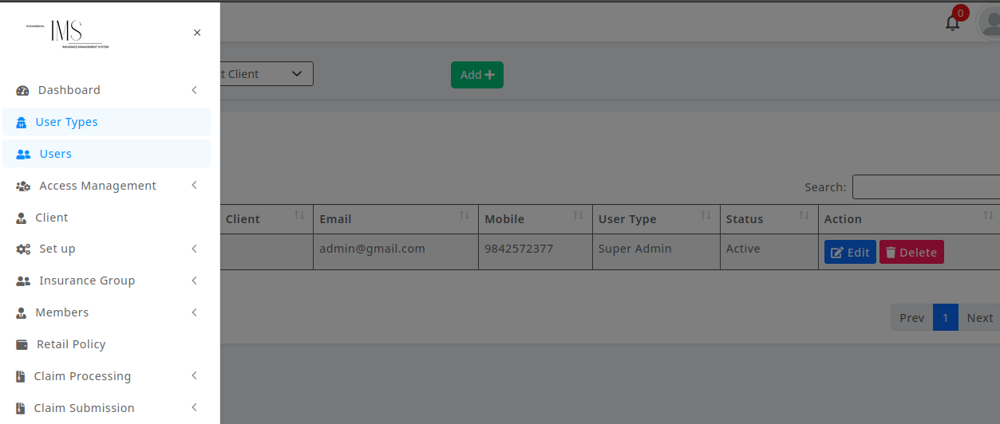 IMS
INSURANCE MANAGEMENT SYSTEM
×
0
t Client
Add
Dashboard
User Types
Users
Access Management
Client
Set up
Insurance Group
Members
Retail Policy
Claim Processing
Claim Submission
Search:
Client Email Mobile User Type Status Action
admin@gmail.com 9842572377 Super Admin Active Edit Delete
Prev 1 Next